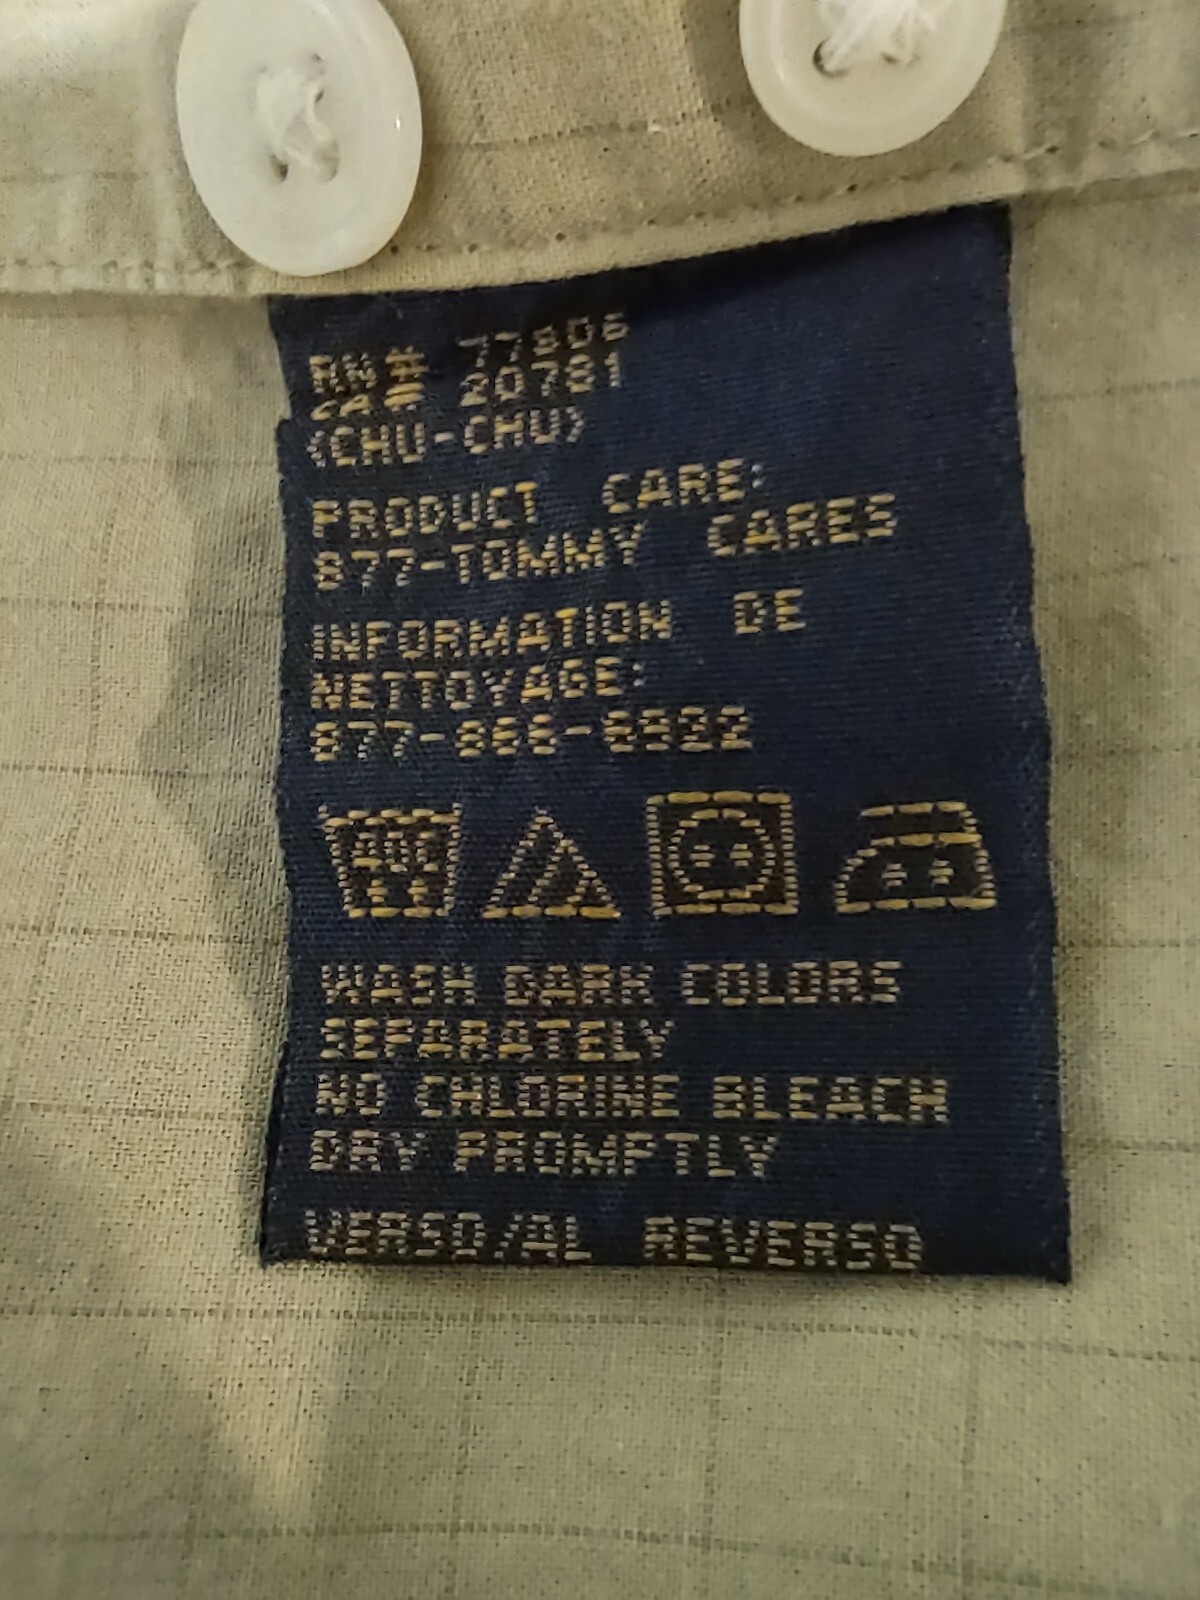 RN# 77806
CA# 20781
<CHU-CHU>
PRODUCT CARE:
877-TOMMY CARES
INFORMATION DE
NETTOYAGE:
877-866-6922
WASH DARK COLORS
SEPARATELY
NO CHLORINE BLEACH
DRY PROMPTLY
VERSO/AL REVERSO